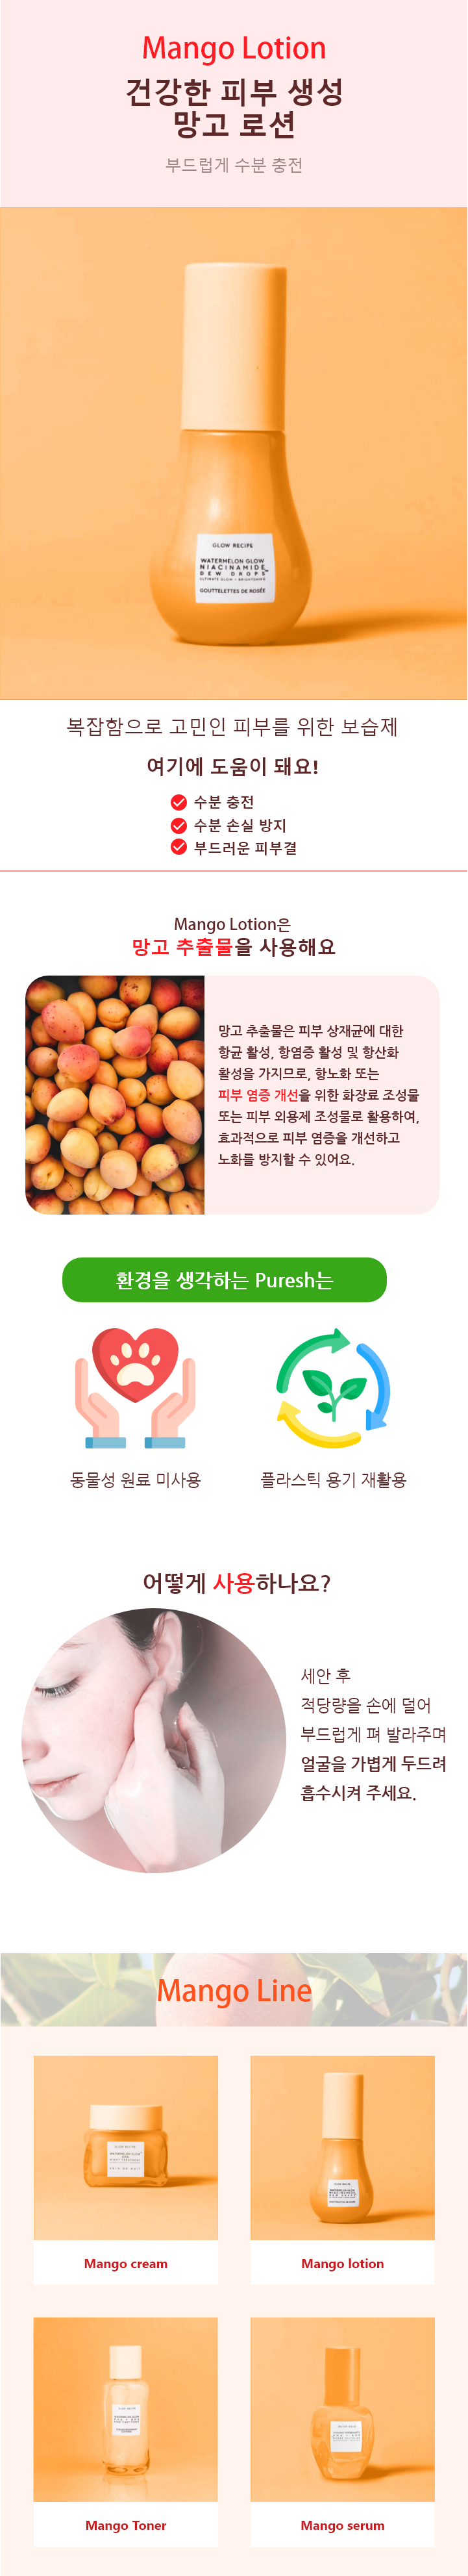 Mango Lotion
건강한 피부 생성
망고 로션
부드럽게 수분 충전
GLOW RECIPE
WATERMELON GLOW
NIACINAMIDE
DEW DROPS™
ULTIMATE GLOW + BRIGHTENING
GOUTTELETTES DE ROSÉE
복잡함으로 고민인 피부를 위한 보습제
여기에 도움이 돼요!
수분 충전
수분 손실 방지
부드러운 피부결
Mango Lotion은
망고 추출물을 사용해요
망고 추출물은 피부 상재균에 대한
항균 활성, 항염증 활성 및 항산화
활성을 가지므로, 항노화 또는
피부 염증 개선을 위한 화장료 조성물
또는 피부 외용제 조성물로 활용하여,
효과적으로 피부 염증을 개선하고
노화를 방지할 수 있어요.
환경을 생각하는 Puresh는
동물성 원료 미사용
플라스틱 용기 재활용
어떻게 사용하나요?
세안 후
적당량을 손에 덜어
부드럽게 펴 발라주며
얼굴을 가볍게 두드려
흡수시켜 주세요.
Mango Line
GLOW RECIPE
Mango cream
Mango lotion
Mango Toner
Mango serum